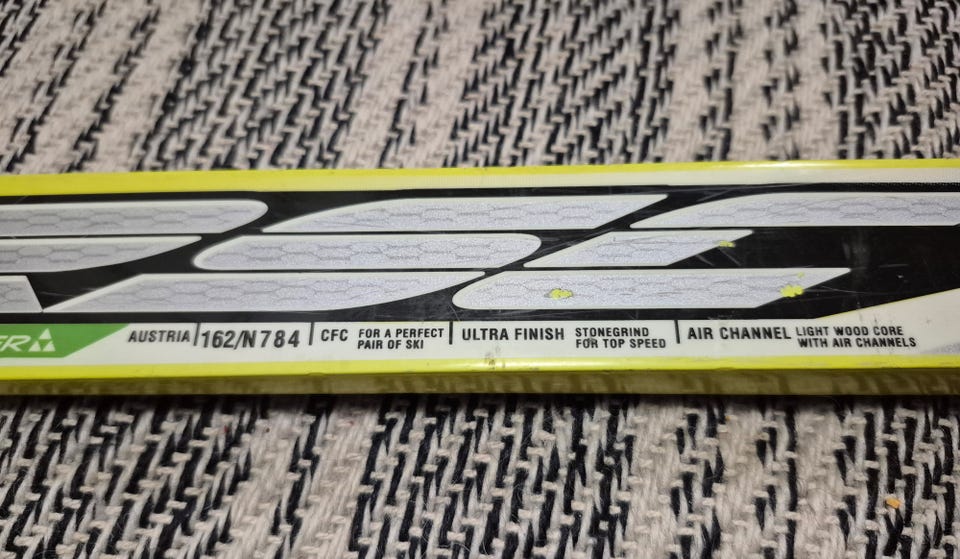 AUSTRIA 162/N784 CFC FOR A PERFECT PAIR OF SKI ULTRA FINISH STONEGRIND FOR TOP SPEED AIR CHANNEL LIGHT WOOD CORE WITH AIR CHANNELS